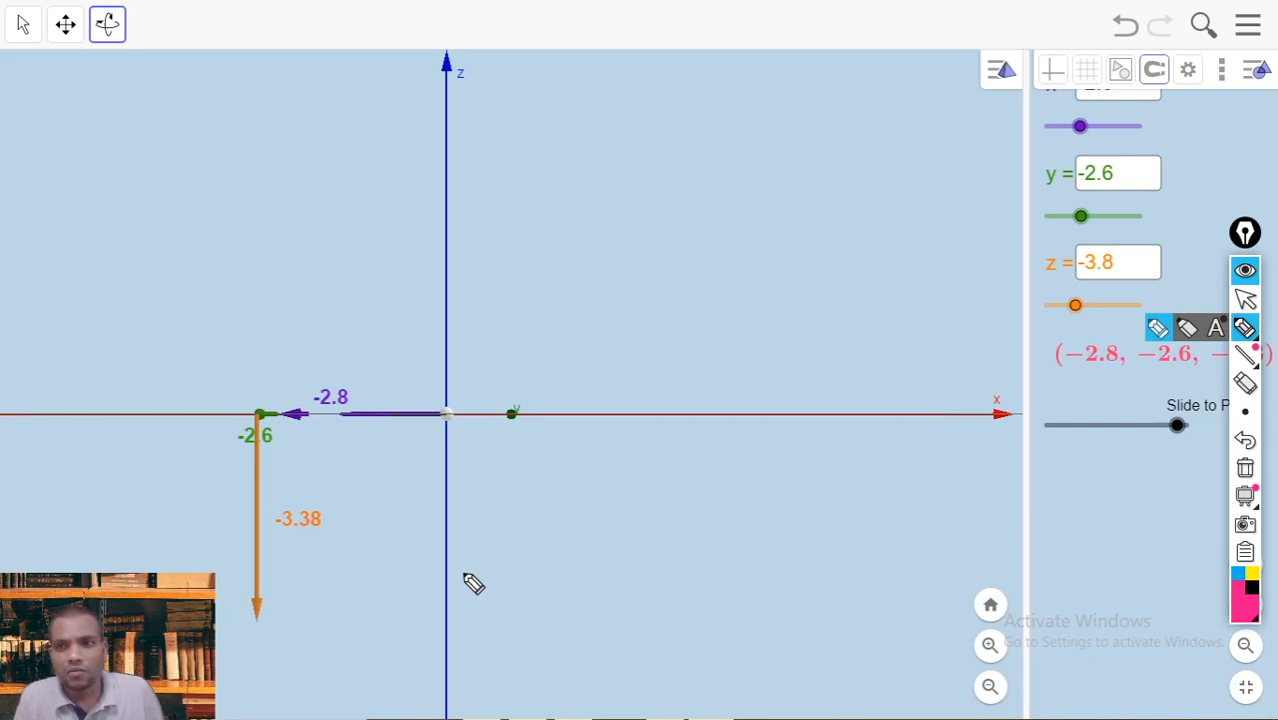 z
y = -2.6
z = -3.8
A
(−2.8, −2.6, −
)
-2.8
x
y
Slide to P
-2.6
-3.38
Activate Windows
Go to Settings to activate Windows.